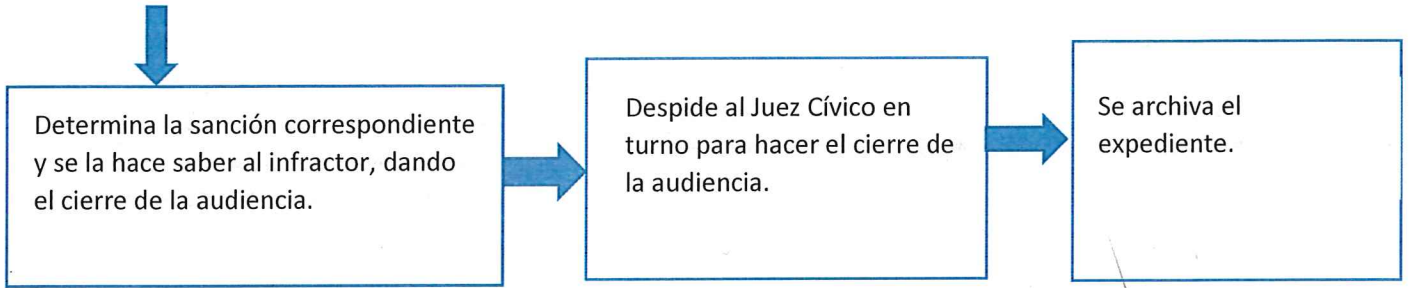 Determina la sanción correspondiente
y se la hace saber al infractor, dando
el cierre de la audiencia.
Despide al Juez Cívico en
turno para hacer el cierre de
la audiencia.
Se archiva el
expediente.